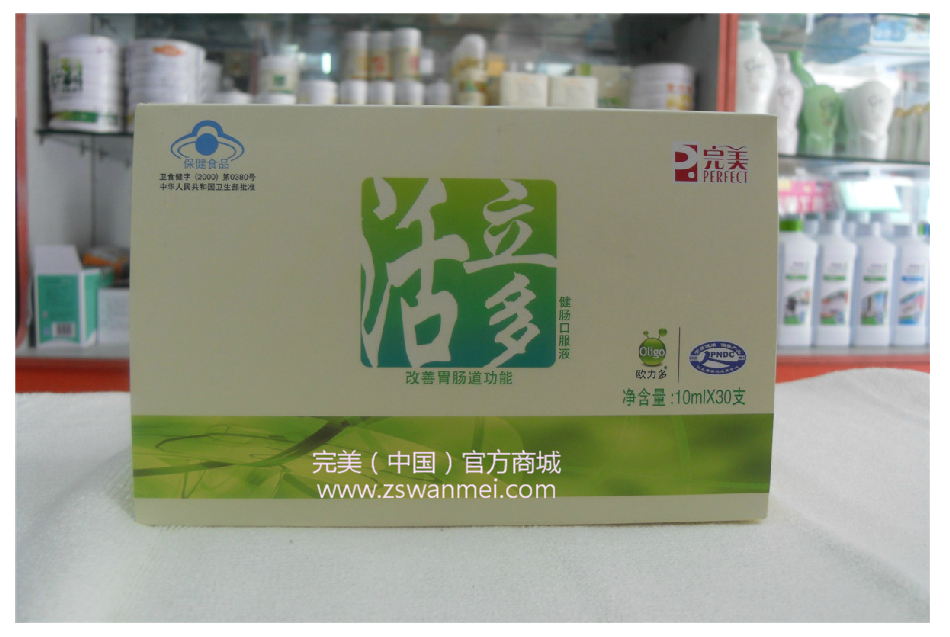 保健食品
卫食健字 (2000) 第0380号
中华人民共和国卫生部批准
完美
PERFECT
活立多
健肠口服液
改善胃肠道功能
Oligo
欧力多
PNDC
净含量:10mlX30支
完美（中国）官方商城
www.zswanmei.com